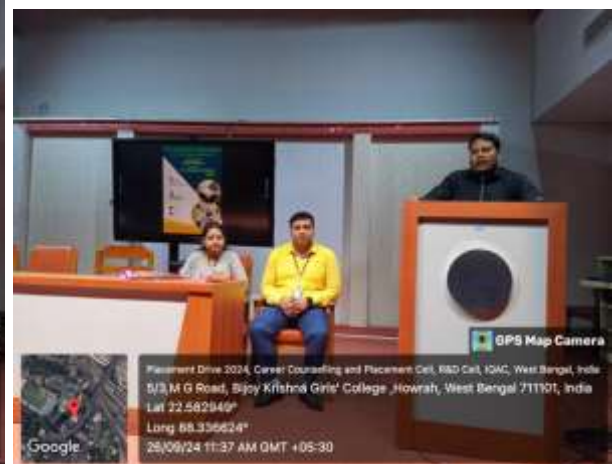 GPS Map Camera
Placement Drive 2024, Career Counselling and Placement Cell, R&D Cell, IQAC, West Bengal, India
5/3,M G Road, Bijoy Krishna Girls' College ,Howrah, West Bengal 711101, India
Lat 22.582949°
Long 88.336624°
26/09/24 11:37 AM GMT +05:30
Google